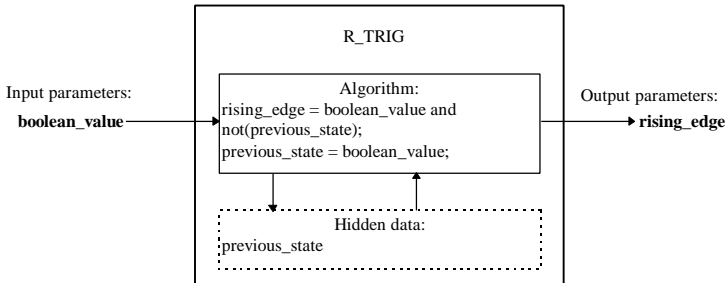 R_TRIG
Input parameters:
boolean_value
Algorithm:
rising_edge = boolean_value and
not(previous_state);
previous_state = boolean_value;
Output parameters:
rising_edge
Hidden data:
previous_state